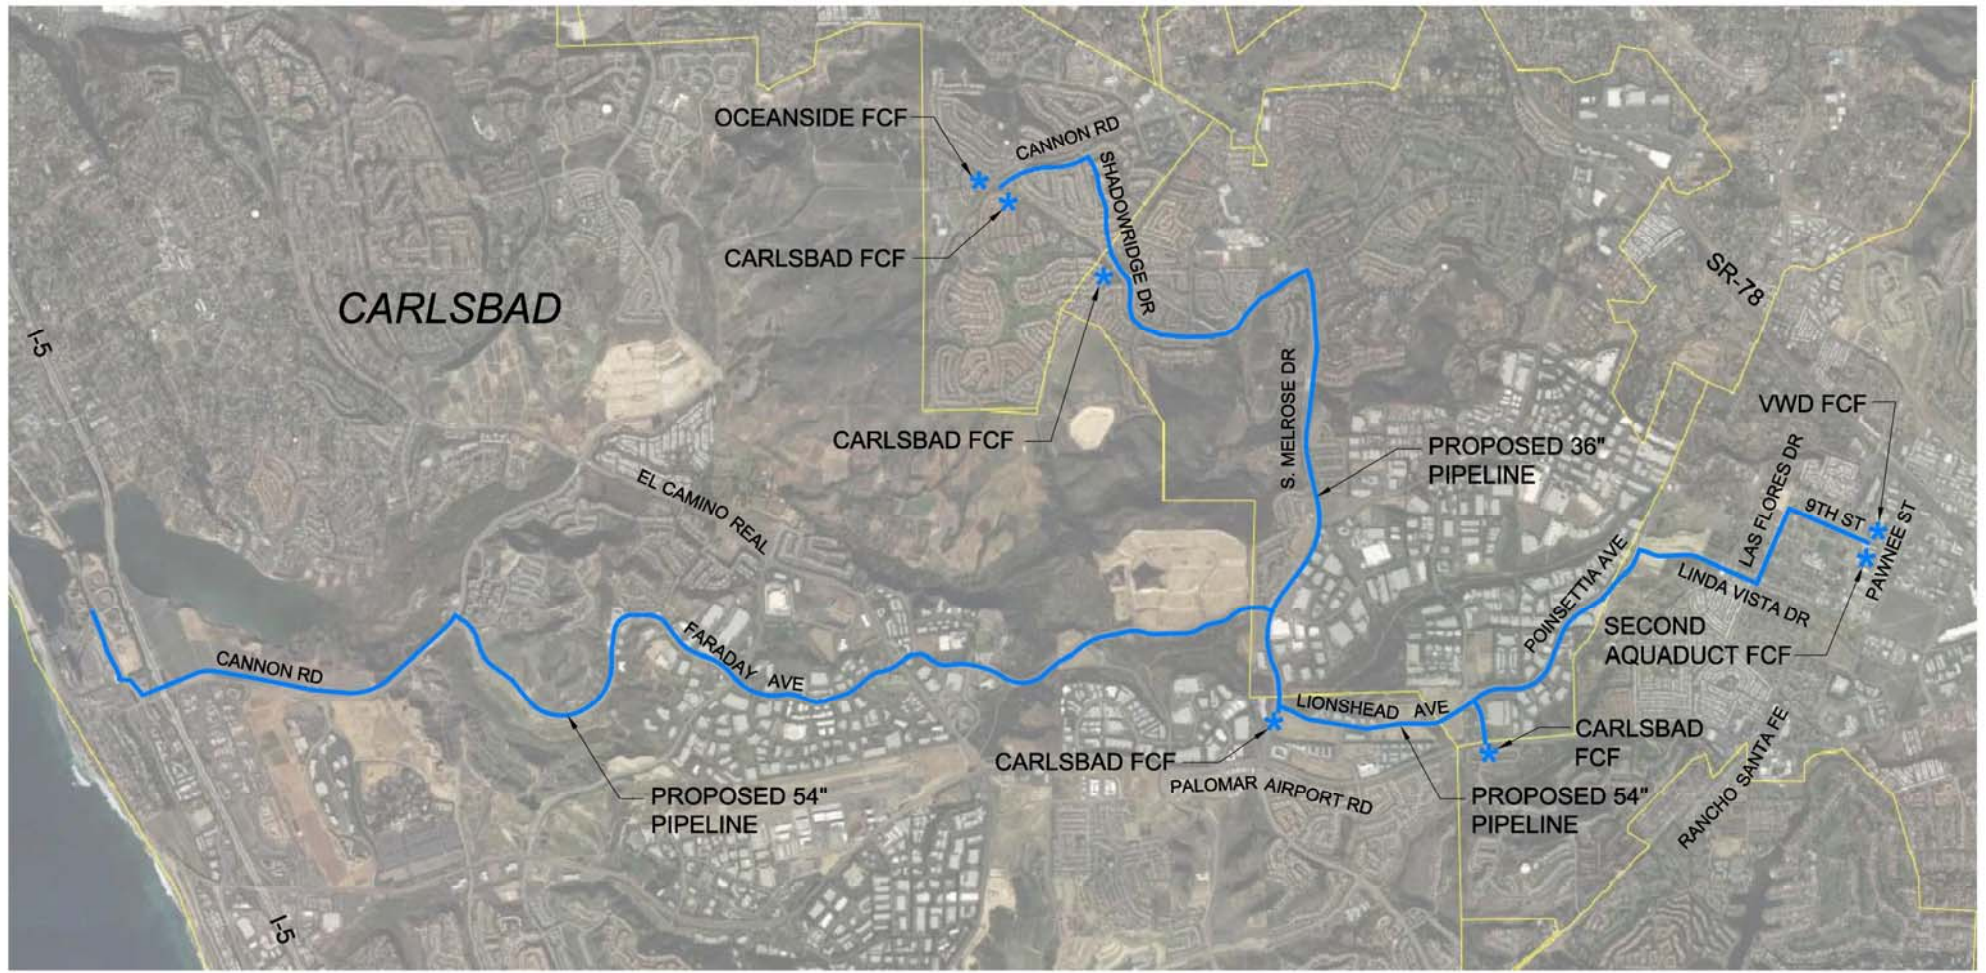 OCEANSIDE FCF
CANNON RD
SHADOWRIDGE DR
CARLSBAD FCF
CARLSBAD
SR-78
I-5
S. MELROSE DR
VWD FCF
CARLSBAD FCF
PROPOSED 36"
PIPELINE
LAS FLORES DR
EL CAMINO REAL
9TH ST
PAWNEE ST
POINSETTIA AVE
LINDA VISTA DR
SECOND
AQUADUCT FCF
CANNON RD
FARADAY AVE
LIONSHEAD AVE
CARLSBAD
FCF
CARLSBAD FCF
PALOMAR AIRPORT RD
RANCHO SANTA FE
PROPOSED 54"
PIPELINE
PROPOSED 54"
PIPELINE
I-5